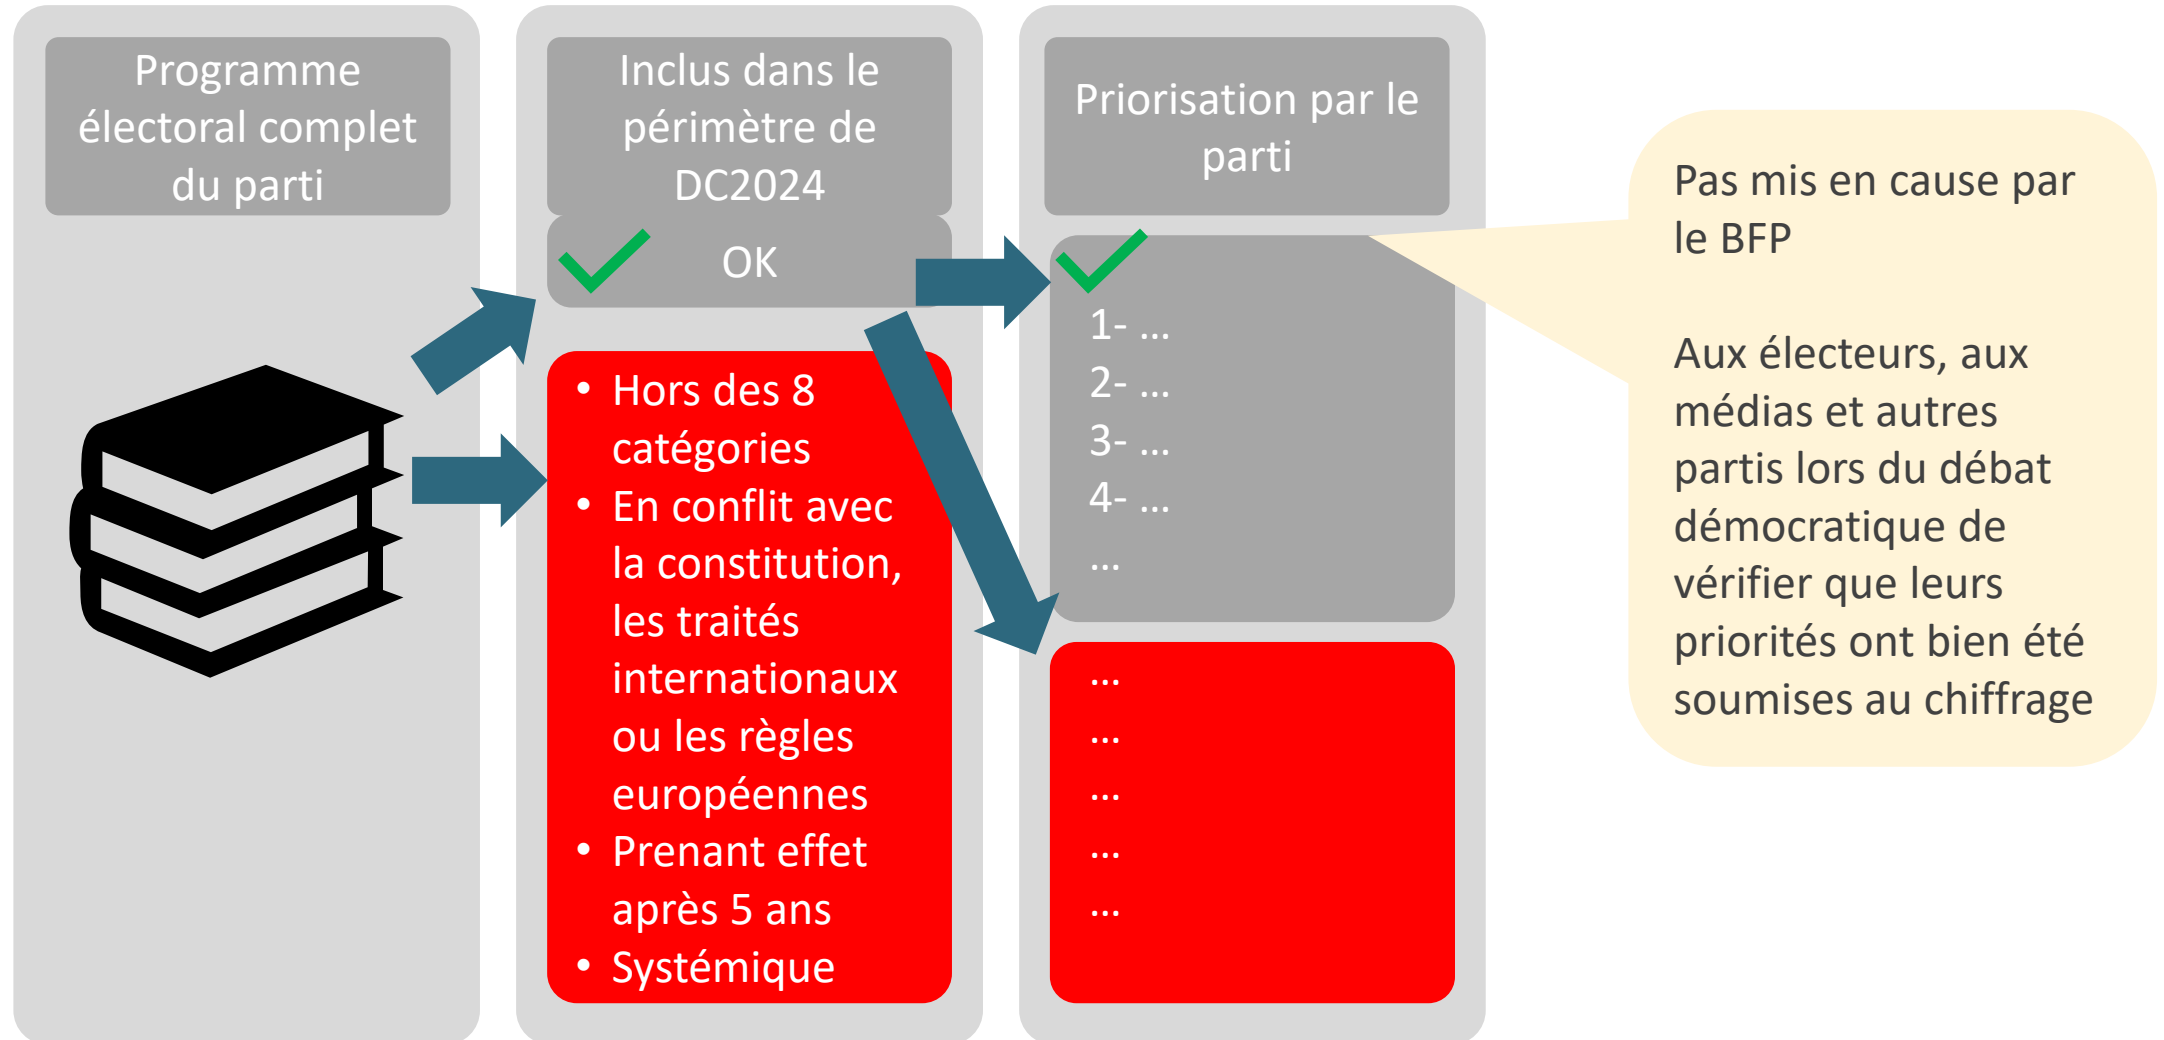 Programme
électoral complet
du parti
Inclus dans le
périmètre de
DC2024
OK
• Hors des 8
catégories
• En conflit avec
la constitution,
les traités
internationaux
ou les règles
européennes
• Prenant effet
après 5 ans
• Systémique
Priorisation par le
parti
1- ...
2- ...
3- ...
4- ...
...
...
...
...
...
...
Pas mis en cause par
le BFP
Aux électeurs, aux
médias et autres
partis lors du débat
démocratique de
vérifier que leurs
priorités ont bien été
soumises au chiffrage